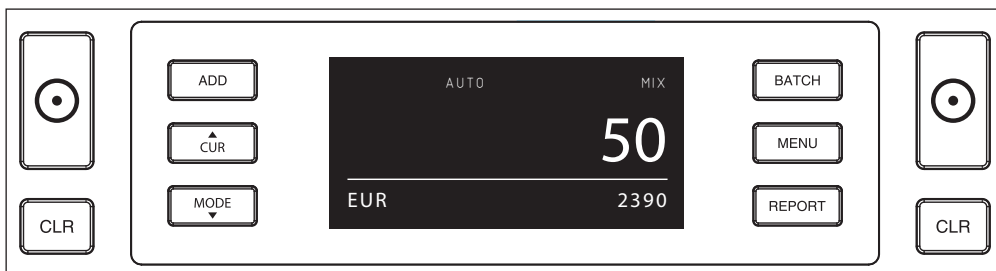 ADD
AUTO MIX
BATCH
CUR
50
MENU
MODE
EUR 2390
REPORT
CLR
CLR